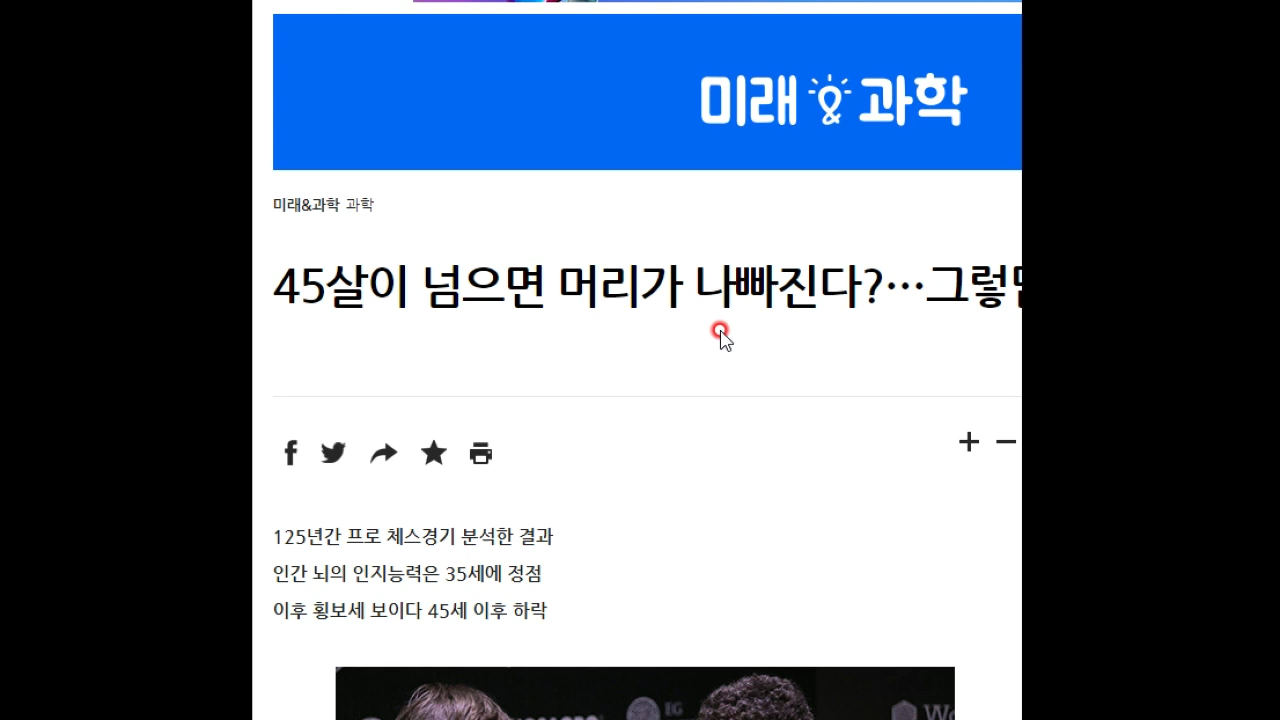 미래&과학
미래&과학 과학
45살이 넘으면 머리가 나빠진다?…그렇
125년간 프로 체스경기 분석한 결과
인간 뇌의 인지능력은 35세에 정점
이후 횡보세 보이다 45세 이후 하락
IG